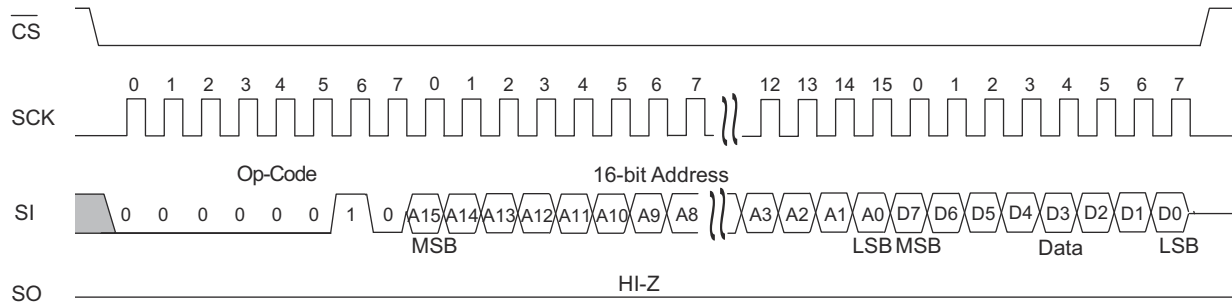 CS
0 1 2 3 4 5 6 7 0 1 2 3 4 5 6 7 12 13 14 15 0 1 2 3 4 5 6 7
SCK
Op-Code 16-bit Address
SI 0 0 0 0 0 0 1 0 A15 A14 A13 A12 A11 A10 A9 A8 A3 A2 A1 A0 D7 D6 D5 D4 D3 D2 D1 D0
MSB LSB MSB Data LSB
HI-Z
SO